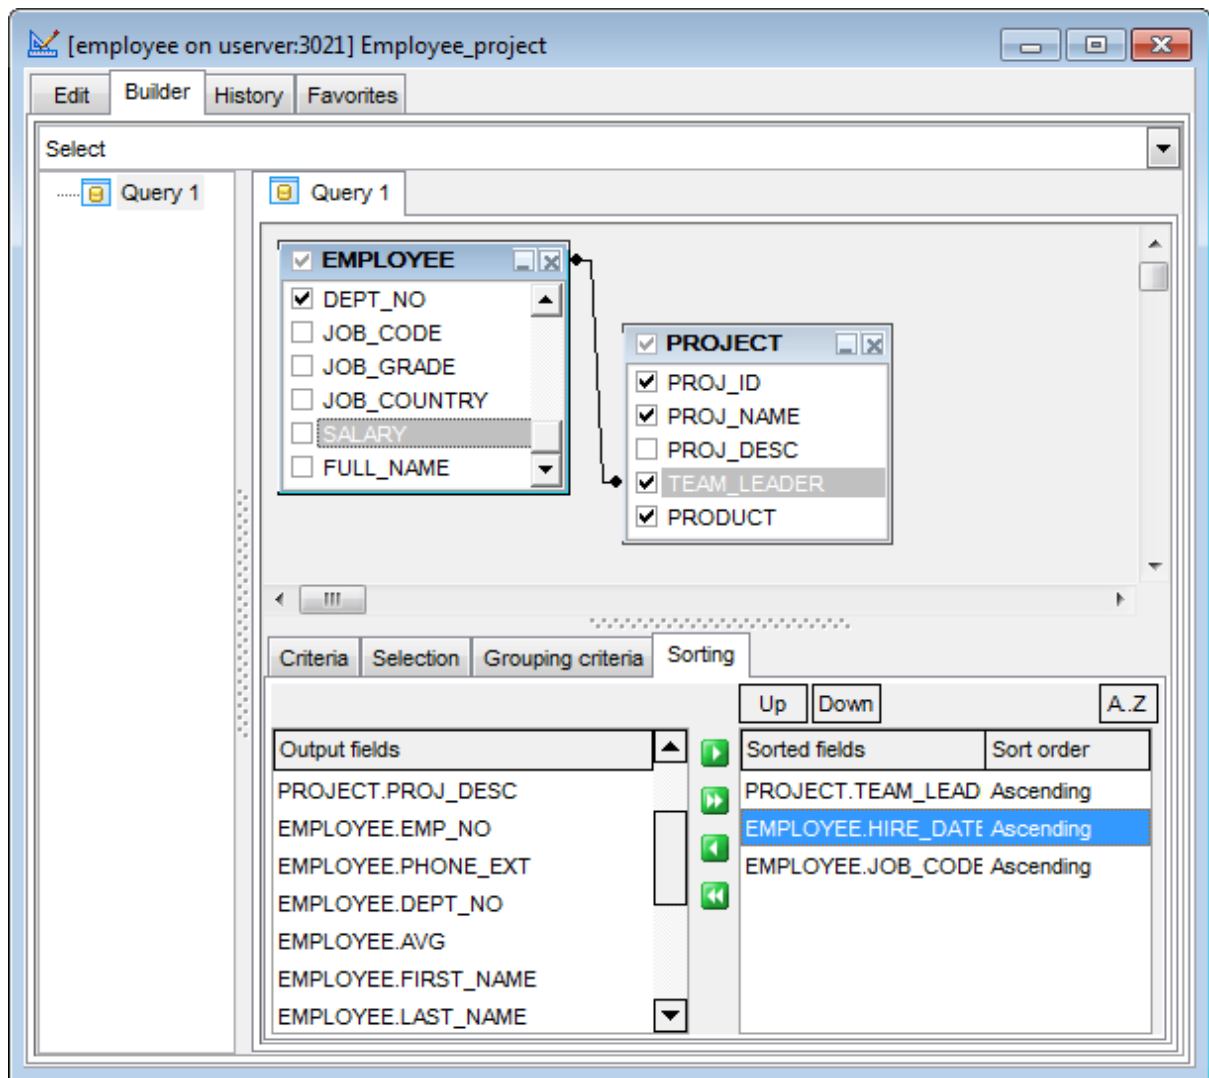 [employee on userver:3021] Employee_project
Edit Builder History Favorites
Select
Query 1
Query 1
EMPLOYEE
DEPT_NO
JOB_CODE
JOB_GRADE
JOB_COUNTRY
SALARY
FULL_NAME
PROJECT
PROJ_ID
PROJ_NAME
PROJ_DESC
TEAM_LEADER
PRODUCT
Criteria Selection Grouping criteria Sorting
Up Down A..Z
Output fields
PROJECT.PROJ_DESC
EMPLOYEE.EMP_NO
EMPLOYEE.PHONE_EXT
EMPLOYEE.DEPT_NO
EMPLOYEE.AVG
EMPLOYEE.FIRST_NAME
EMPLOYEE.LAST_NAME
Sorted fields Sort order
PROJECT.TEAM_LEAD Ascending
EMPLOYEE.HIRE_DATE Ascending
EMPLOYEE.JOB_CODE Ascending